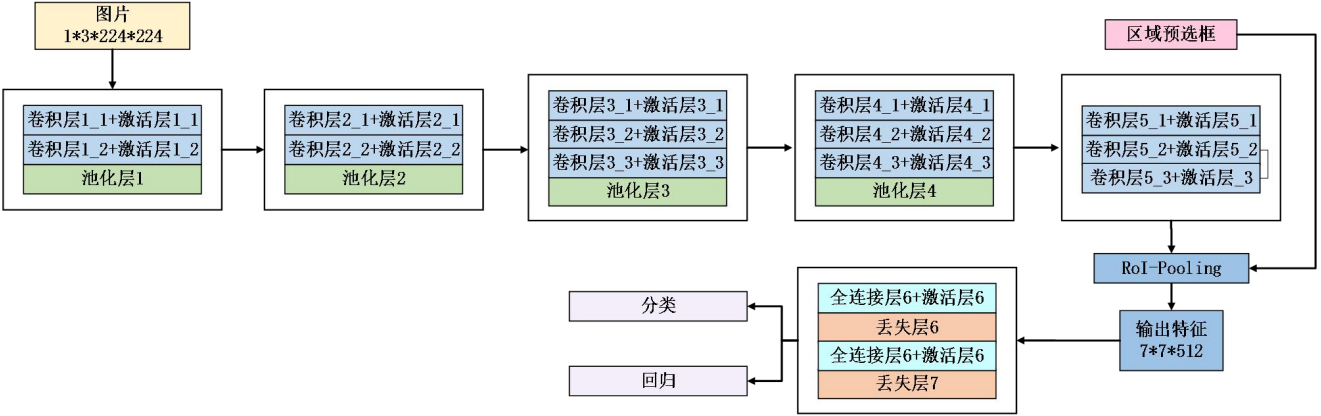 图片
1*3*224*224
区域预选框
卷积层1_1+激活层1_1
卷积层1_2+激活层1_2
池化层1
卷积层2_1+激活层2_1
卷积层2_2+激活层2_2
池化层2
卷积层3_1+激活层3_1
卷积层3_2+激活层3_2
卷积层3_3+激活层3_3
池化层3
卷积层4_1+激活层4_1
卷积层4_2+激活层4_2
卷积层4_3+激活层4_3
池化层4
卷积层5_1+激活层5_1
卷积层5_2+激活层5_2
卷积层5_3+激活层_3
RoI-Pooling
输出特征
7*7*512
全连接层6+激活层6
丢失层6
全连接层6+激活层6
丢失层7
分类
回归